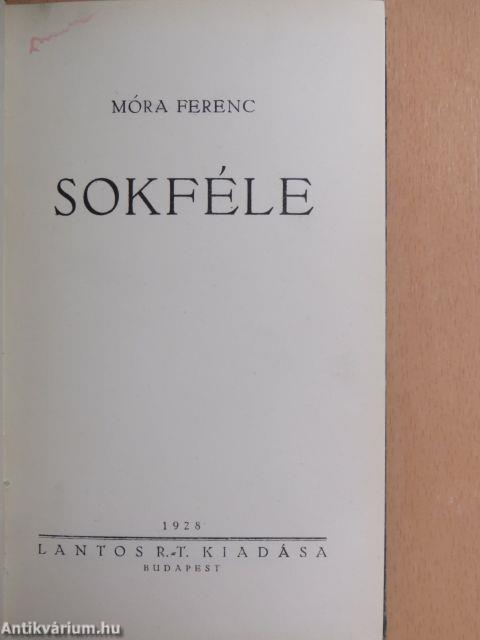 MÓRA FERENC
SOKFÉLE
1928
LANTOS R.-T. KIADÁSA
BUDAPEST
Antikvárium.hu